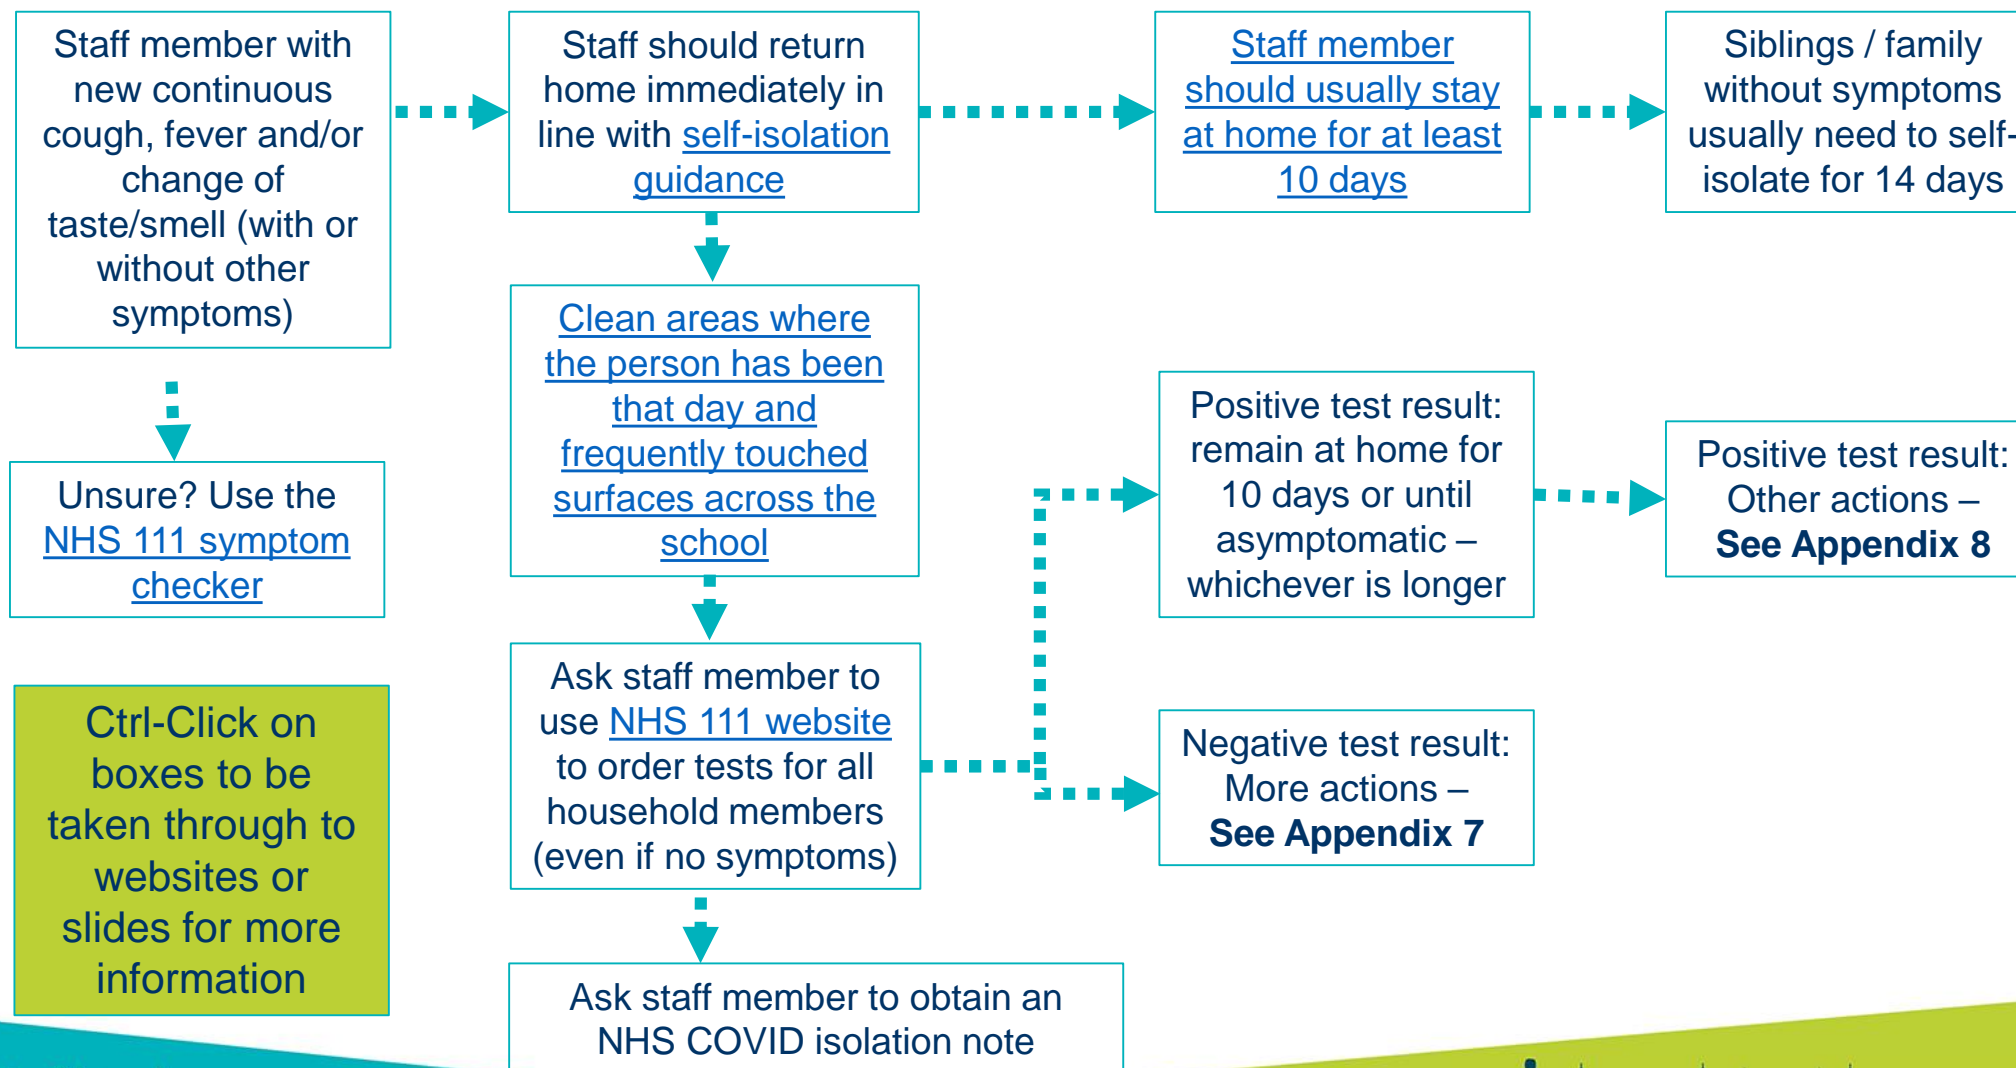 Staff member with
new continuous
cough, fever and/or
change of
taste/smell (with or
without other
symptoms)
Staff should return
home immediately in
line with self-isolation
guidance
Staff member
should usually stay
at home for at least
10 days
Siblings / family
without symptoms
usually need to self-
isolate for 14 days
Clean areas where
the person has been
that day and
frequently touched
surfaces across the
school
Unsure? Use the
NHS 111 symptom
checker
Positive test result:
remain at home for
10 days or until
asymptomatic –
whichever is longer
Positive test result:
Other actions –
See Appendix 8
Ask staff member to
use NHS 111 website
to order tests for all
household members
(even if no symptoms)
Negative test result:
More actions –
See Appendix 7
Ctrl-Click on
boxes to be
taken through to
websites or
slides for more
information
Ask staff member to obtain an
NHS COVID isolation note